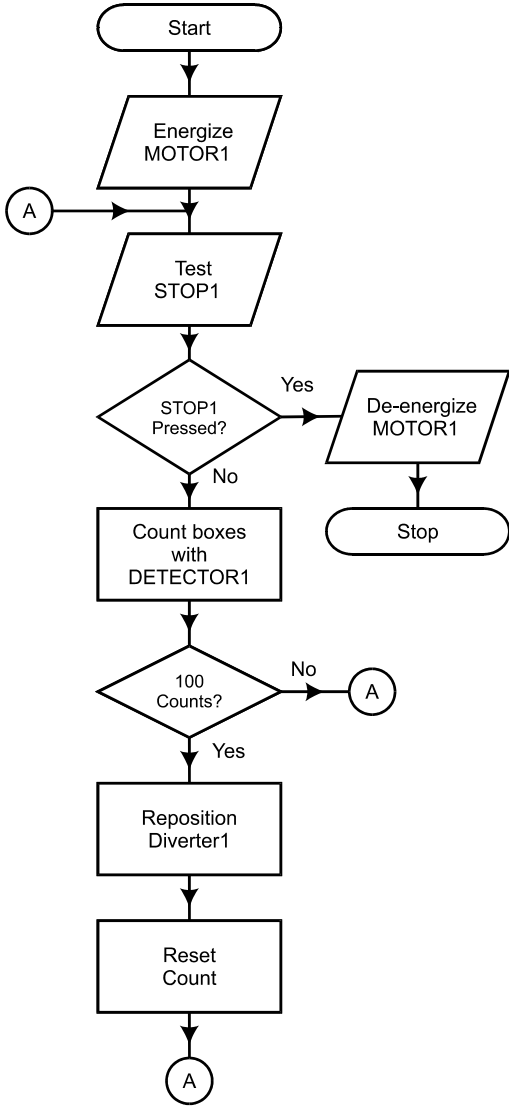 Start
Energize
MOTOR1
A
Test
STOP1
STOP1
Pressed?
Yes
De-energize
MOTOR1
No
Stop
Count boxes
with
DETECTOR1
100
Counts?
No
A
Yes
Reposition
Diverter1
Reset
Count
A